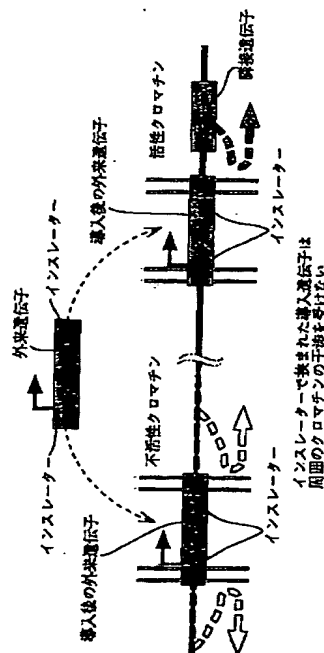 外来遺伝子
インスレーター
インスレーター
導入後の外来遺伝子
不活性クロマチン
導入後の外来遺伝子
活性クロマチン
隣接遺伝子
インスレーター
インスレーター
インスレーターで挟まれた導入遺伝子は
周囲のクロマチンの干渉を受けない